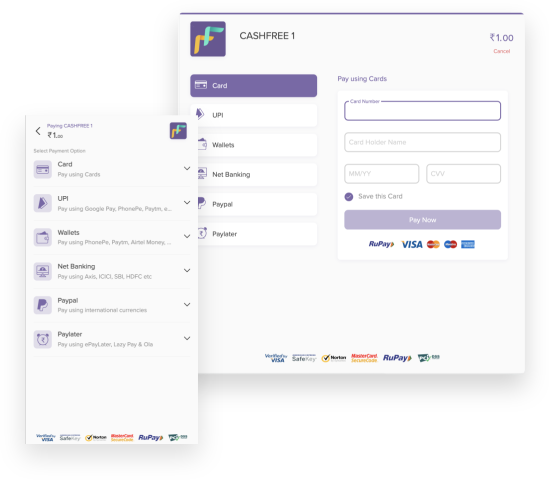 CASHFREE 1
₹1.00
Cancel
Card
UPI
Wallets
Net Banking
Paypal
Paylater
Pay using Cards
Card Number
Card Holder Name
MM/YY
CVV
Save this Card
Pay Now
RuPay VISA
Verified by VISA
SafeKey
Norton
MasterCard SecureCode
RuPay
Paying CASHFREE 1
₹1.00
Select Payment Option
Card
Pay using Cards
UPI
Pay using Google Pay, PhonePe, Paytm, e...
Wallets
Pay using PhonePe, Paytm, Airtel Money, ...
Net Banking
Pay using Axis, ICICI, SBI, HDFC etc
Paypal
Pay using international currencies
Paylater
Pay using ePayLater, Lazy Pay & Ola
Verified by VISA
SafeKey
Norton
MasterCard SecureCode
RuPay